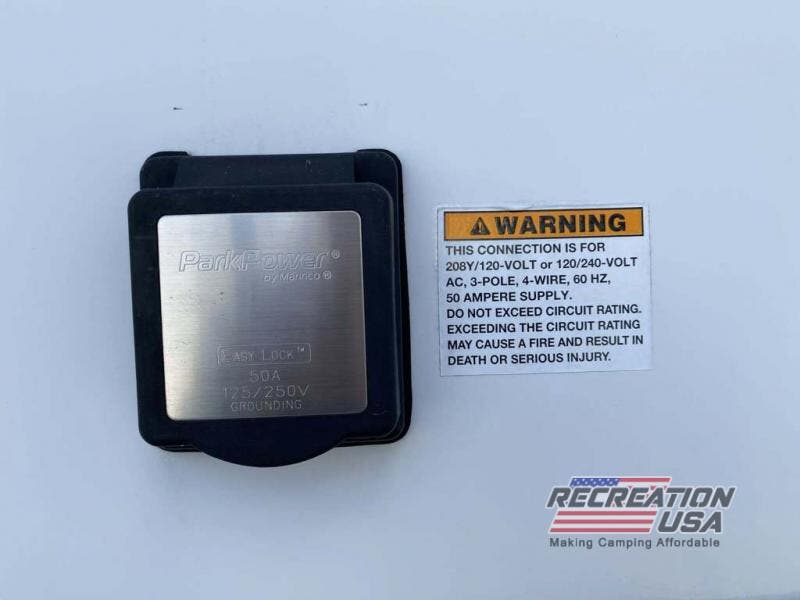 ParkPower®
by Marinco®
EASY LOCK™
50A
125/250V
GROUNDING
WARNING
THIS CONNECTION IS FOR
208Y/120-VOLT or 120/240-VOLT
AC, 3-POLE, 4-WIRE, 60 HZ,
50 AMPERE SUPPLY.
DO NOT EXCEED CIRCUIT RATING.
EXCEEDING THE CIRCUIT RATING
MAY CAUSE A FIRE AND RESULT IN
DEATH OR SERIOUS INJURY.
RECREATION
USA
Making Camping Affordable